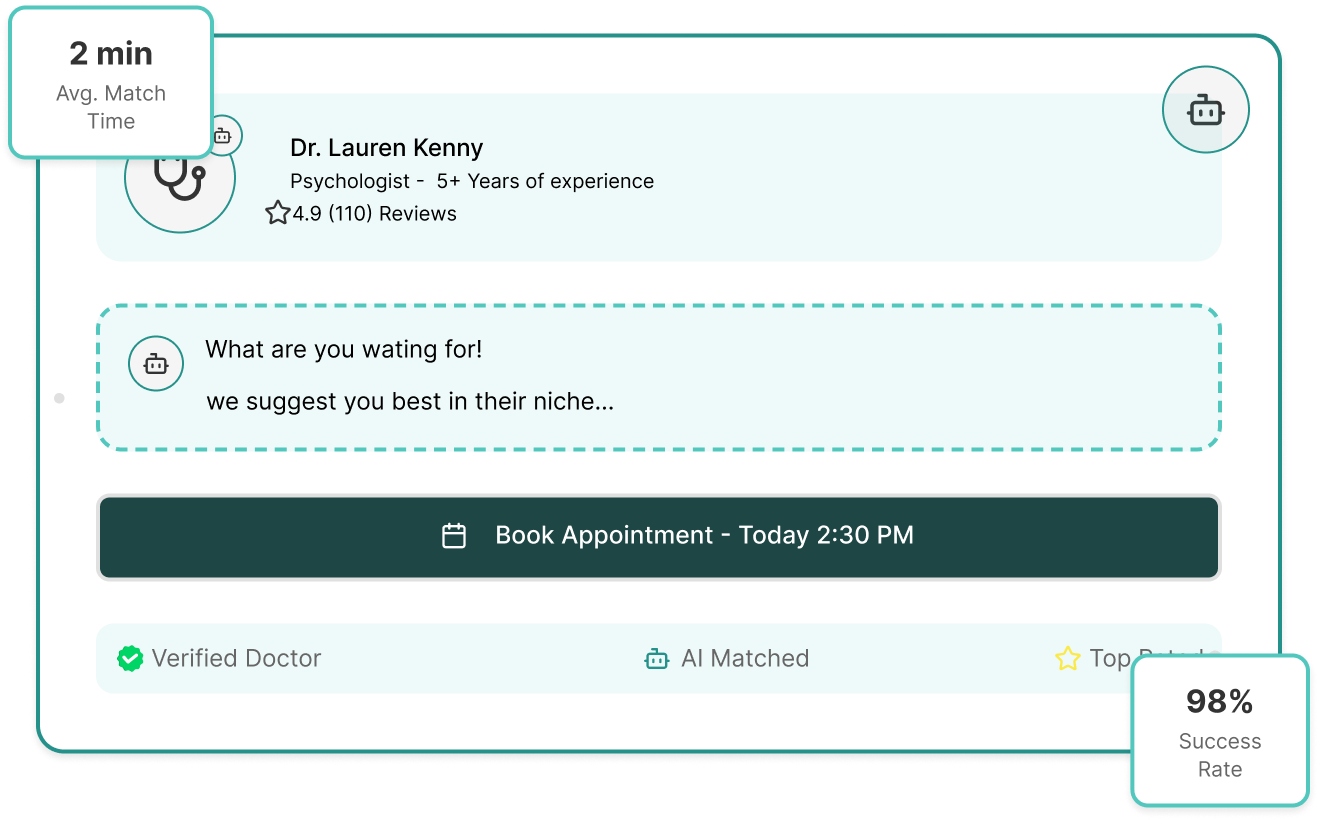 2 min
Avg. Match
Time
Dr. Lauren Kenny
Psychologist - 5+ Years of experience
4.9 (110) Reviews
What are you wating for!
we suggest you best in their niche...
Book Appointment - Today 2:30 PM
Verified Doctor
AI Matched
Top Rated
98%
Success
Rate